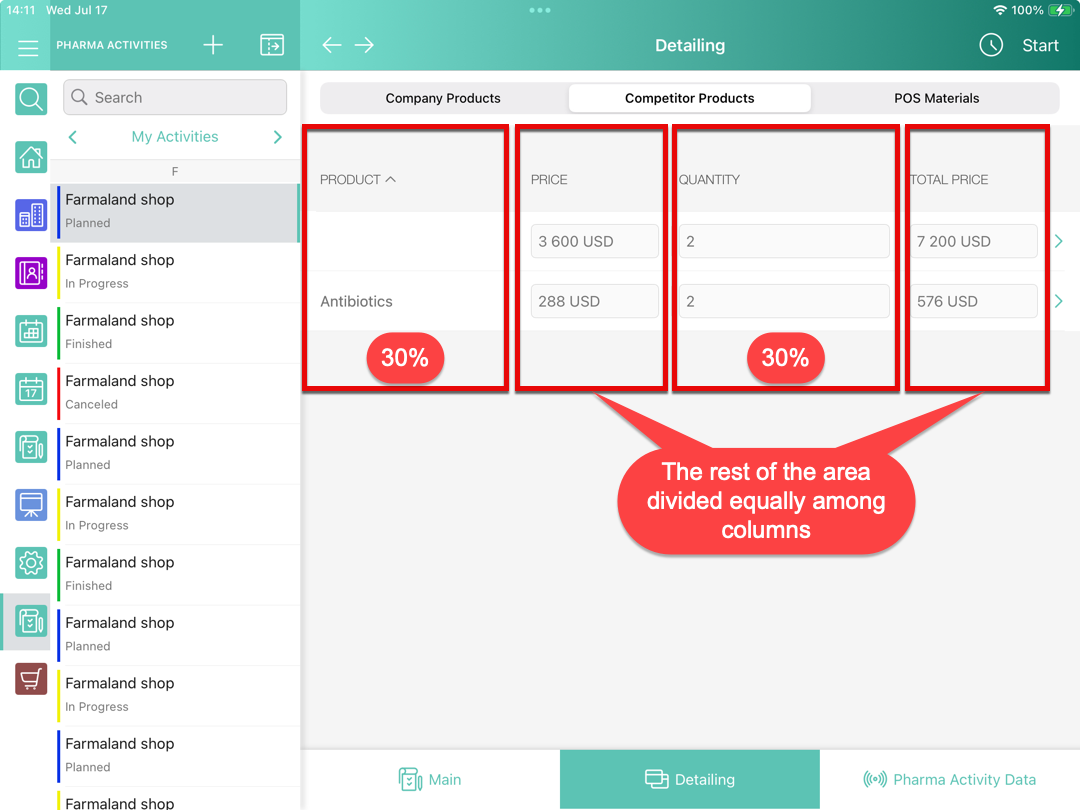 14:11 Wed Jul 17
100%
PHARMA ACTIVITIES
Detailing
Start
Search
My Activities
F
Farmaland shop
Planned
Farmaland shop
In Progress
Farmaland shop
Finished
Farmaland shop
Canceled
Farmaland shop
Planned
Farmaland shop
In Progress
Farmaland shop
Finished
Farmaland shop
Planned
Farmaland shop
In Progress
Farmaland shop
Planned
Farmaland shop
17
Company Products
Competitor Products
POS Materials
PRODUCT
PRICE
QUANTITY
TOTAL PRICE
3 600 USD
2
7 200 USD
Antibiotics
288 USD
2
576 USD
30%
30%
The rest of the area
divided equally among
columns
Main
Detailing
Pharma Activity Data